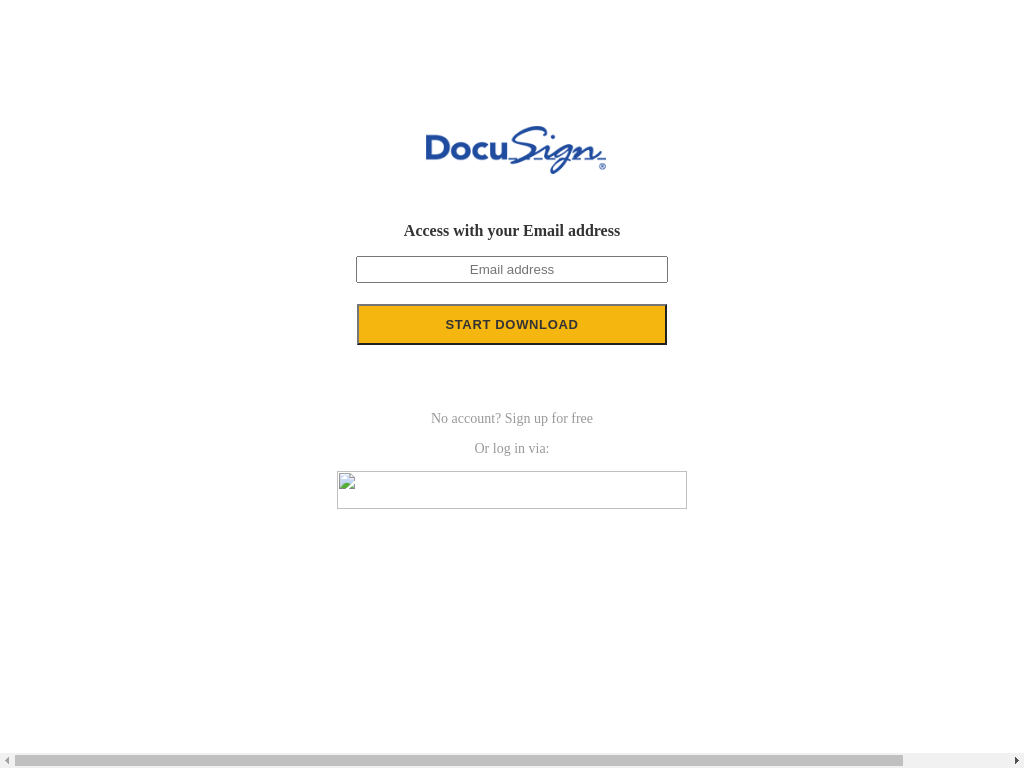 DocuSign®
Access with your Email address
Email address
START DOWNLOAD
No account? Sign up for free
Or log in via: